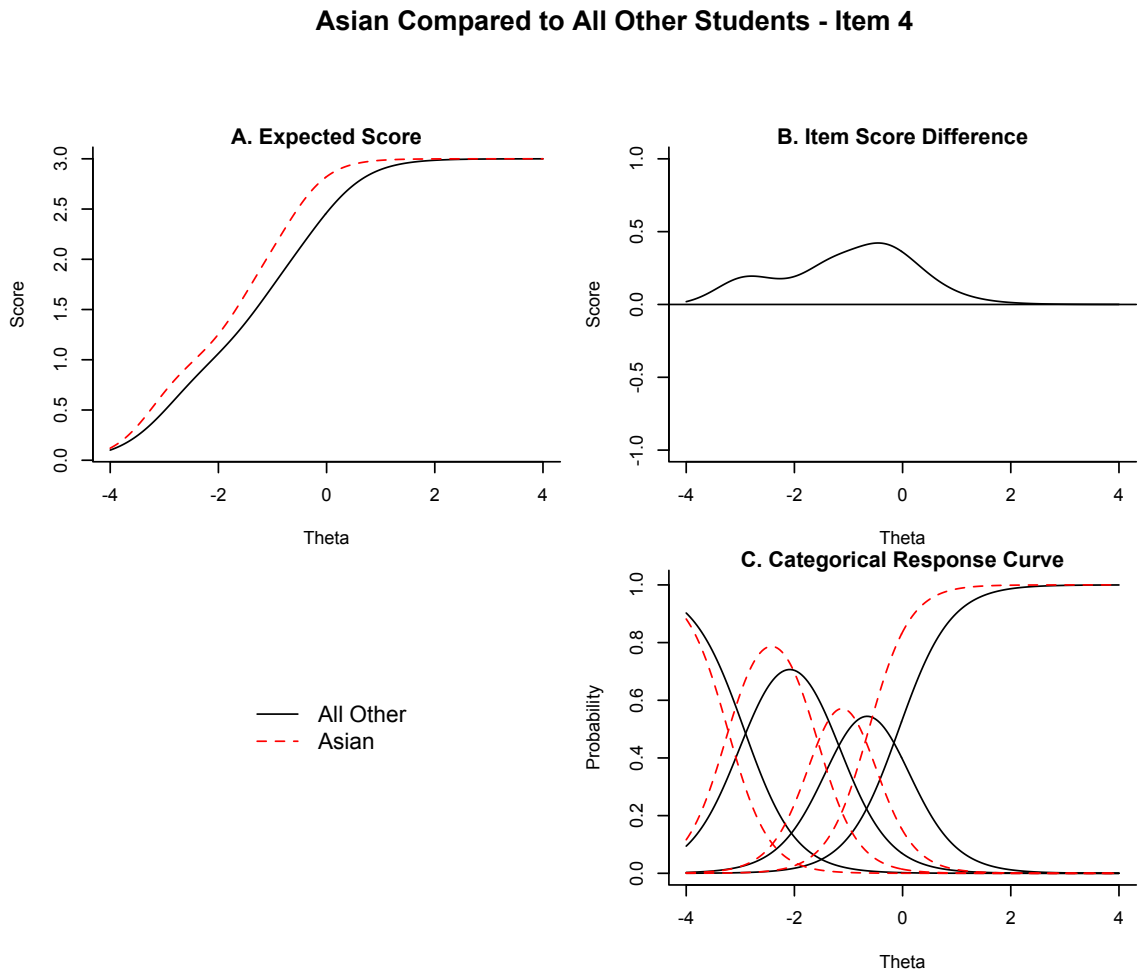 Asian Compared to All Other Students - Item 4
A. Expected Score
Score
3.0
2.5
2.0
1.5
1.0
0.5
0.0
-4 -2 0 2 4
Theta
B. Item Score Difference
Score
1.0
0.5
0.0
-0.5
-1.0
-4 -2 0 2 4
Theta
All Other
Asian
C. Categorical Response Curve
Probability
1.0
0.8
0.6
0.4
0.2
0.0
-4 -2 0 2 4
Theta